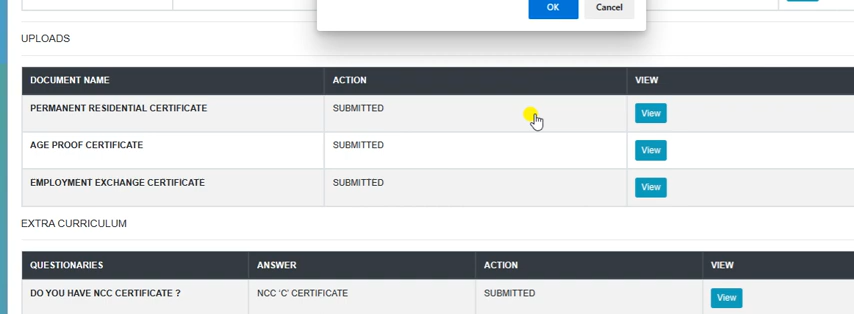 OK Cancel
UPLOADS
DOCUMENT NAME ACTION VIEW
PERMANENT RESIDENTIAL CERTIFICATE SUBMITTED View
AGE PROOF CERTIFICATE SUBMITTED View
EMPLOYMENT EXCHANGE CERTIFICATE SUBMITTED View
EXTRA CURRICULUM
QUESTIONARIES ANSWER ACTION VIEW
DO YOU HAVE NCC CERTIFICATE ? NCC 'C' CERTIFICATE SUBMITTED View